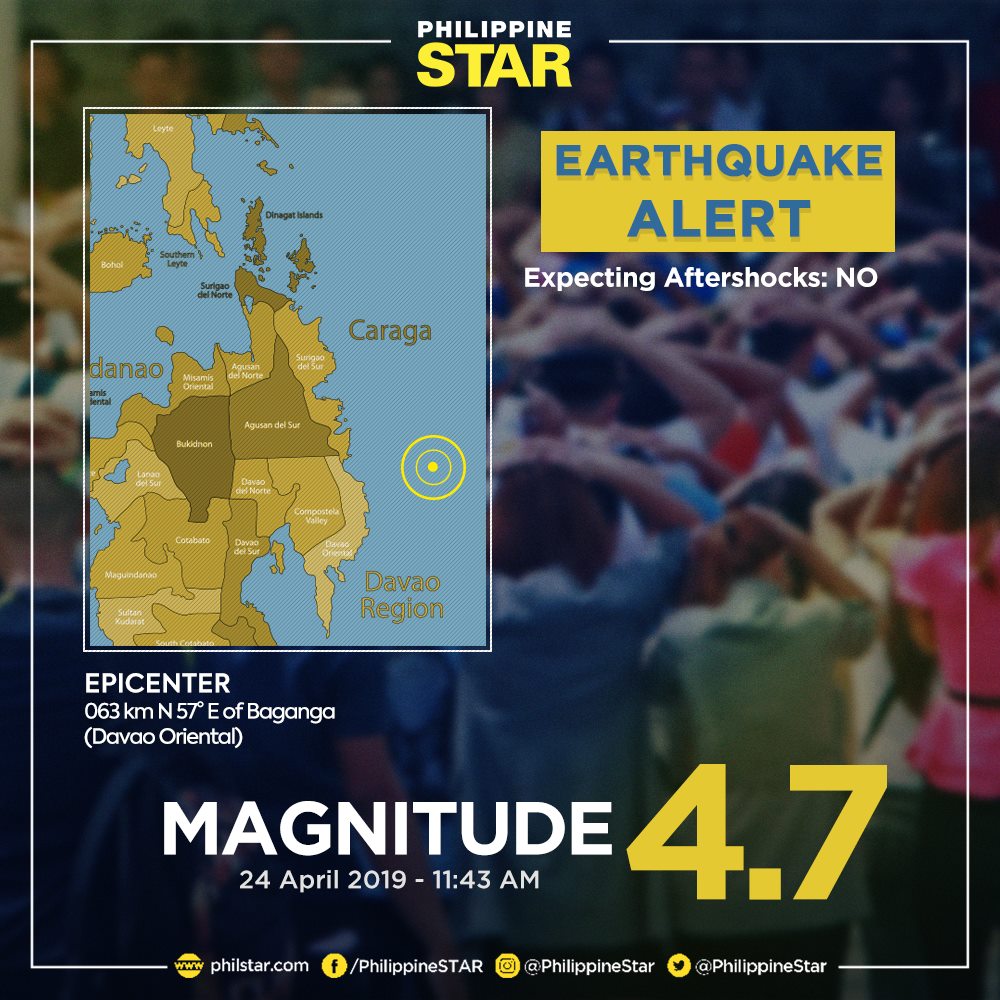 PHILIPPINE
STAR
EARTHQUAKE
ALERT
Expecting Aftershocks: NO
Leyte
Dinagat Islands
Southern
Leyte
Bohol
Surigao
del Norte
Caraga
danao
Surigao
del Sur
Agusan
del Norte
Misamis
Oriental
amis
dental
Agusan del Sur
Bukidnon
Lanao
del Sur
Davao
del Norte
Compostela
Valley
Cotabato
Davao
del Sur
Davao
Oriental
Maguindanao
Davao
Region
Sultan
Kudarat
South Cotabato
EPICENTER
063 km N 57° E of Baganga
(Davao Oriental)
MAGNITUDE 4.7
24 April 2019 - 11:43 AM
www philstar.com f /PhilippineSTAR @PhilippineStar @PhilippineStar